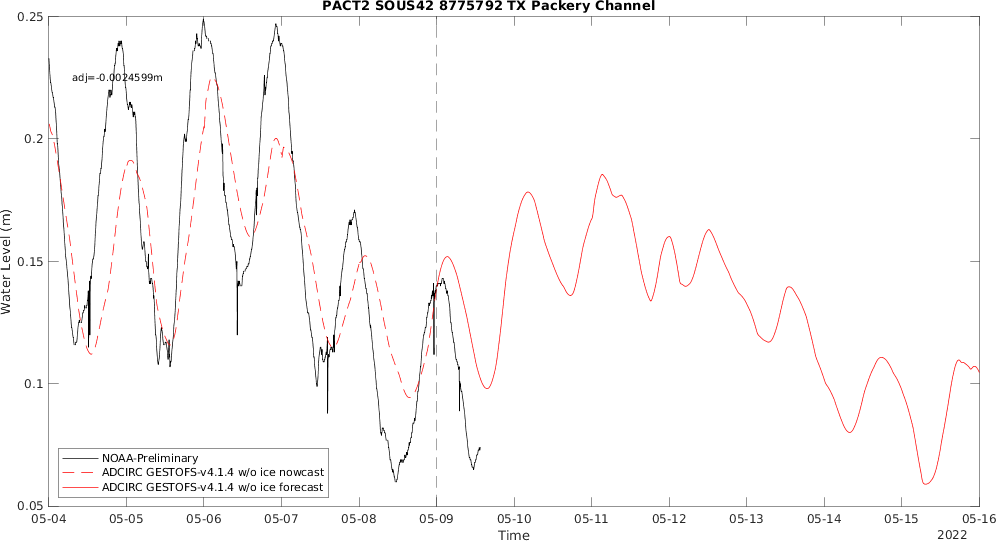 PACT2 SOUS42 8775792 TX Packery Channel
0.25
0.2
0.15
0.1
0.05
Water Level (m)
adj=-0.0024599m
NOAA-Preliminary
ADCIRC GESTOFS-v4.1.4 w/o ice nowcast
ADCIRC GESTOFS-v4.1.4 w/o ice forecast
05-04 05-05 05-06 05-07 05-08 05-09 05-10 05-11 05-12 05-13 05-14 05-15 05-16
Time
2022